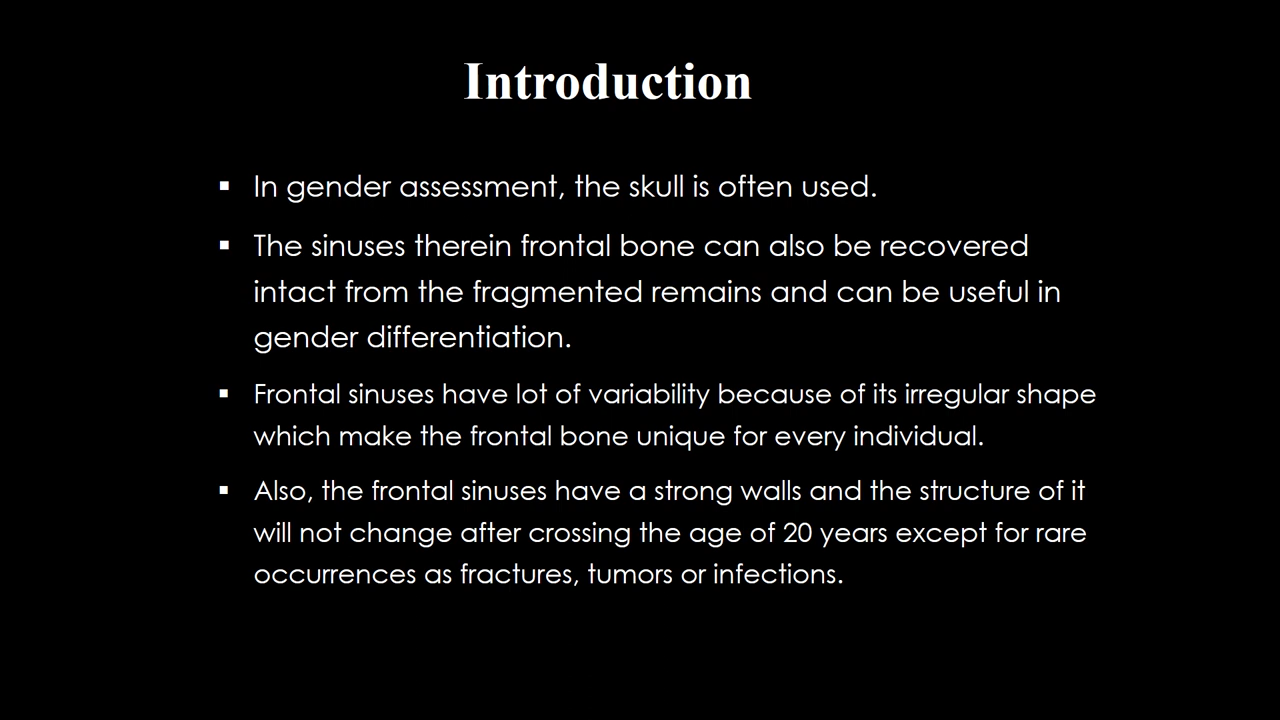 Introduction
▪ In gender assessment, the skull is often used.
▪ The sinuses therein frontal bone can also be recovered
intact from the fragmented remains and can be useful in
gender differentiation.
▪ Frontal sinuses have lot of variability because of its irregular shape
which make the frontal bone unique for every individual.
▪ Also, the frontal sinuses have a strong walls and the structure of it
will not change after crossing the age of 20 years except for rare
occurrences as fractures, tumors or infections.